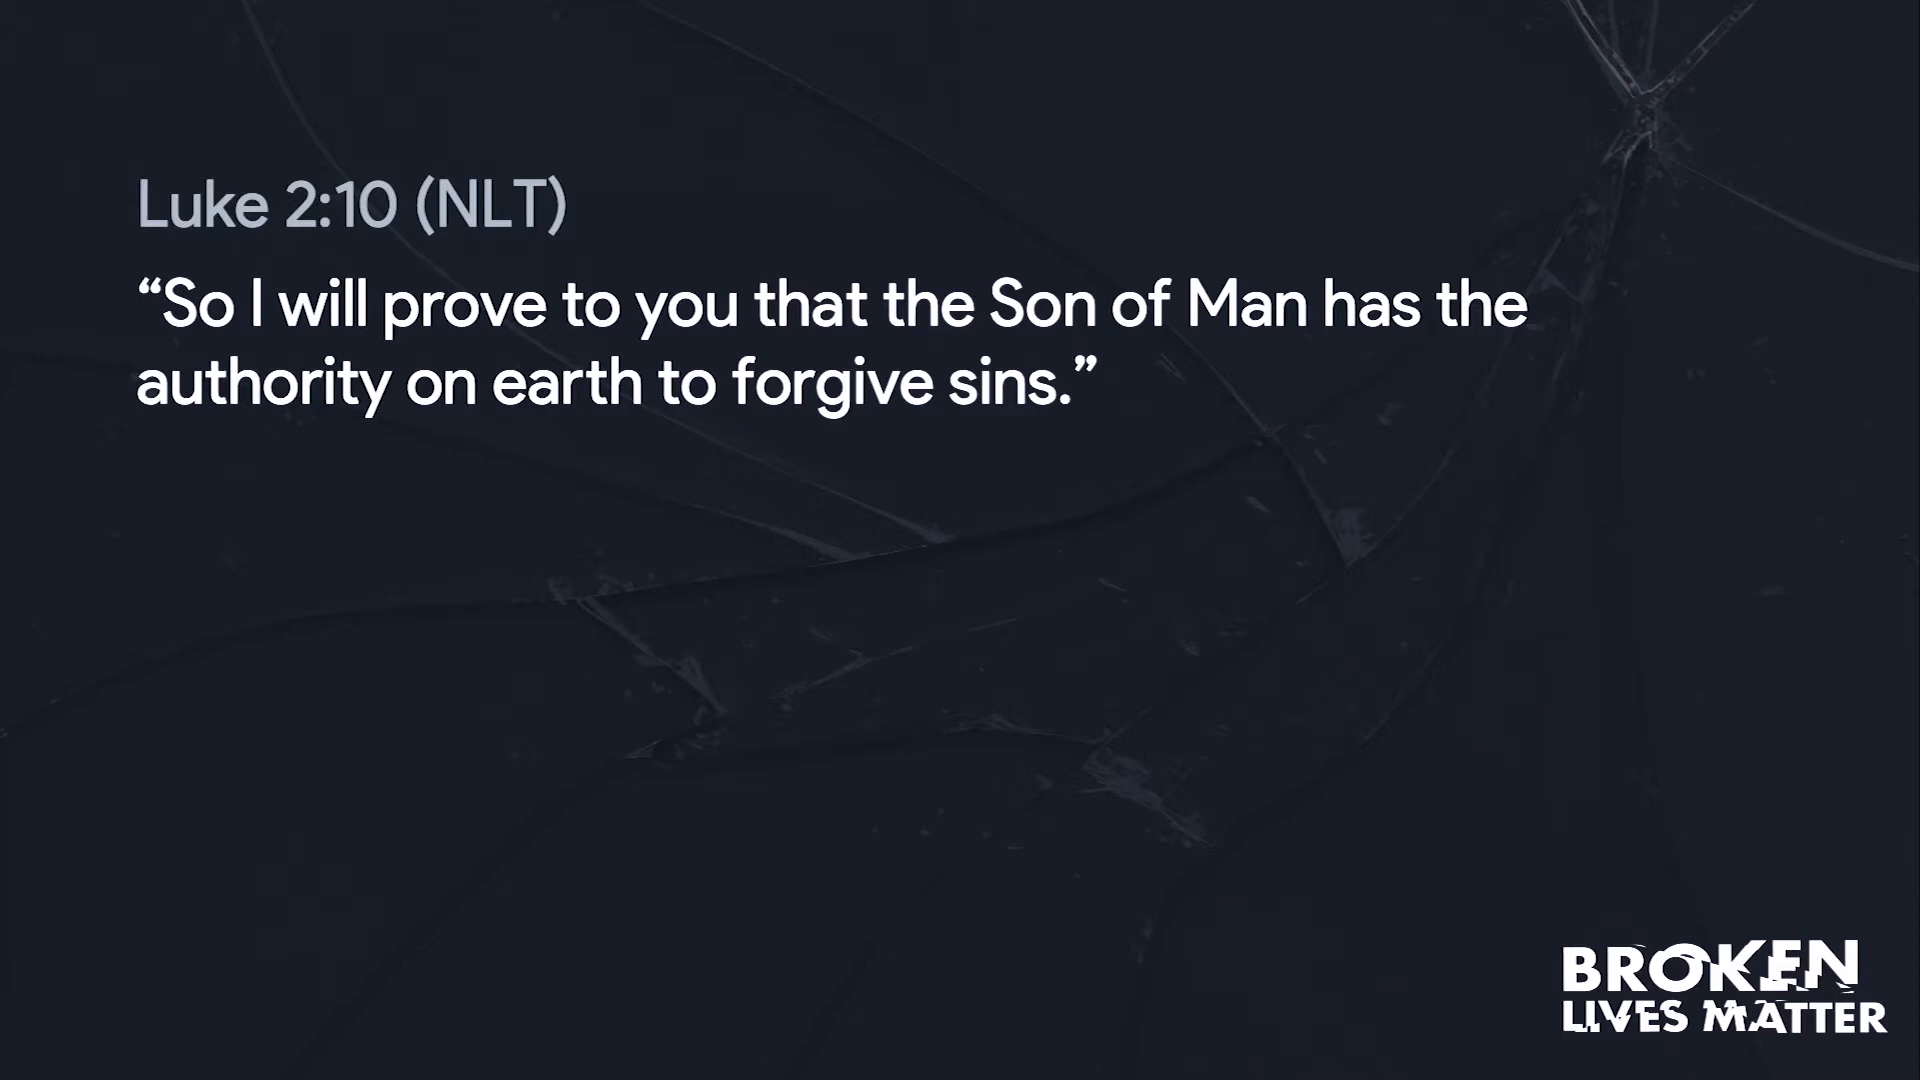 Luke 2:10 (NLT)
“So I will prove to you that the Son of Man has the
authority on earth to forgive sins.”
BROKEN
LIVES MATTER